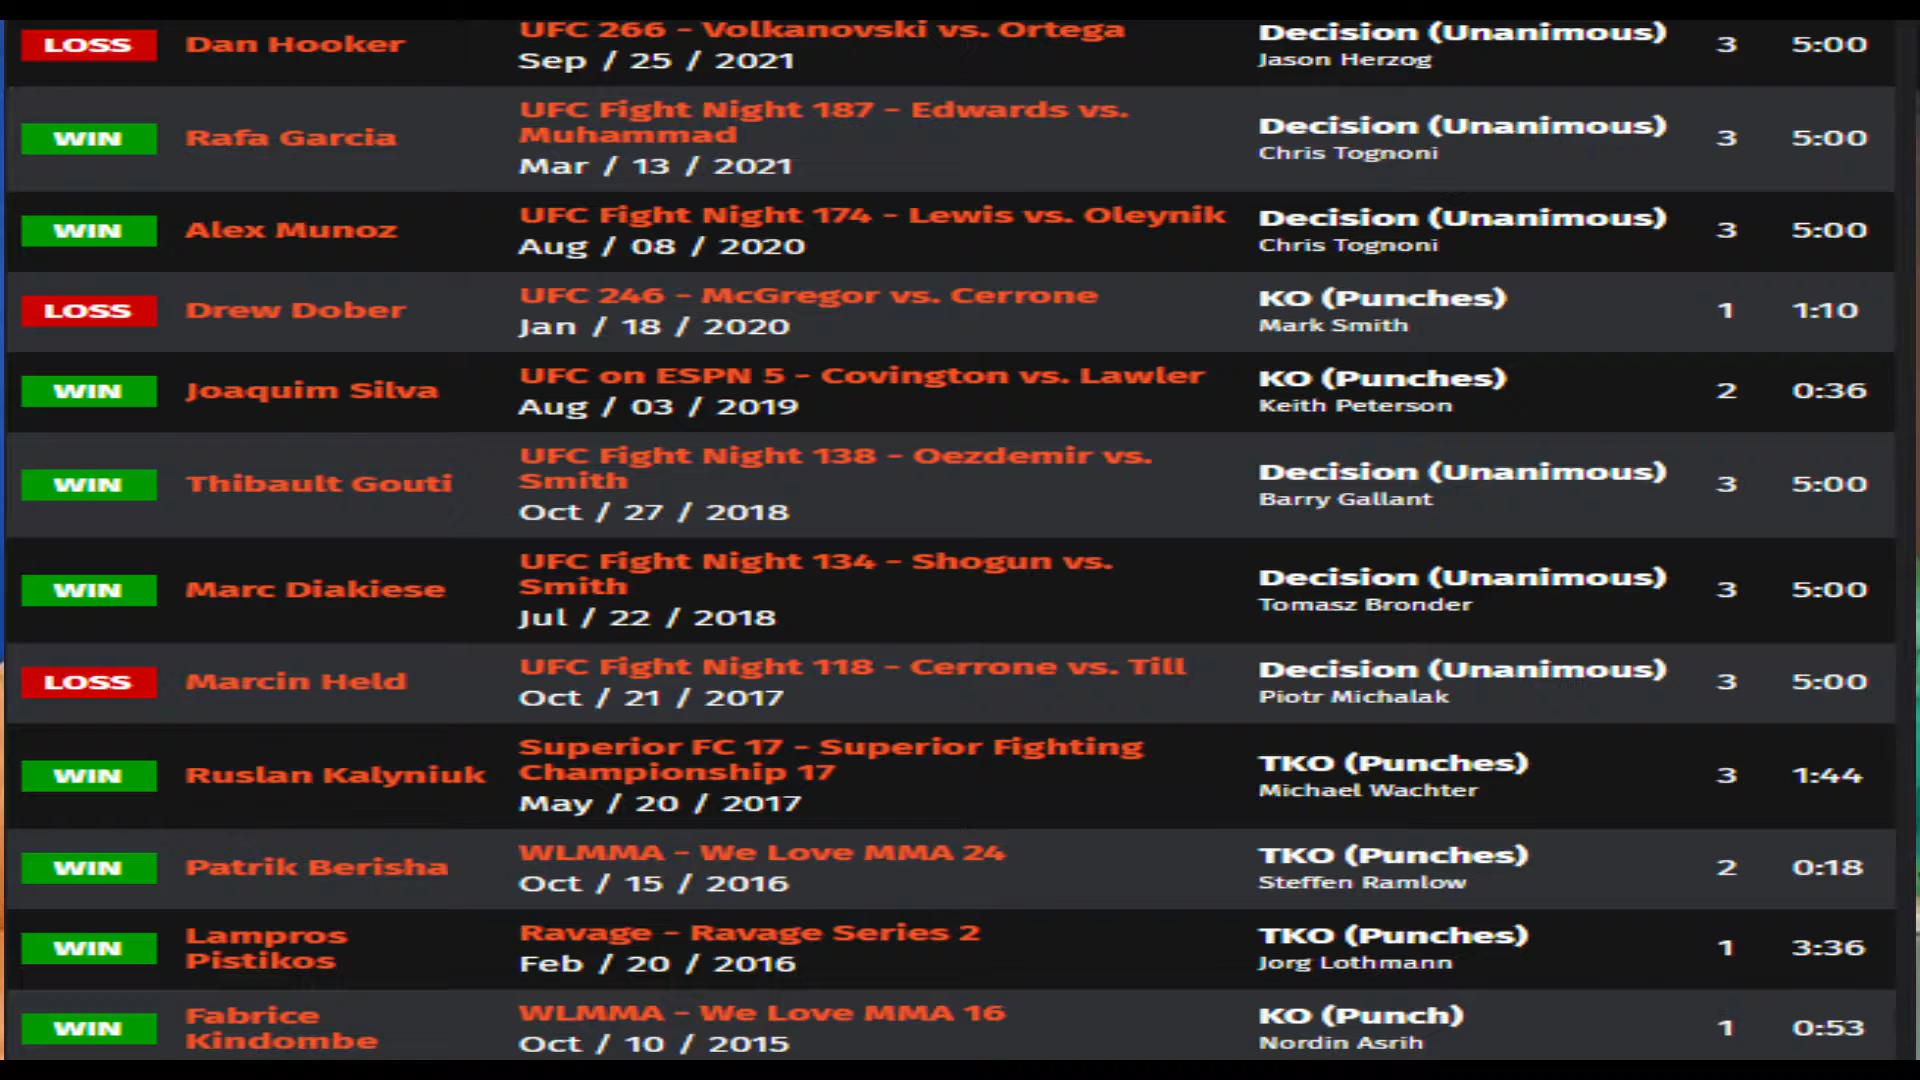 LOSS Dan Hooker UFC 266 - Volkanovski vs. Ortega Decision (Unanimous) 3 5:00
Sep / 25 / 2021 Jason Herzog
WIN Rafa Garcia UFC Fight Night 187 - Edwards vs. Decision (Unanimous) 3 5:00
Muhammad Chris Tognoni
Mar / 13 / 2021
WIN Alex Munoz UFC Fight Night 174 - Lewis vs. Oleynik Decision (Unanimous) 3 5:00
Aug / 08 / 2020 Chris Tognoni
LOSS Drew Dober UFC 246 - McGregor vs. Cerrone KO (Punches) 1 1:10
Jan / 18 / 2020 Mark Smith
WIN Joaquim Silva UFC on ESPN 5 - Covington vs. Lawler KO (Punches) 2 0:36
Aug / 03 / 2019 Keith Peterson
WIN Thibault Gouti UFC Fight Night 138 - Oezdemir vs. Decision (Unanimous) 3 5:00
Smith Barry Gallant
Oct / 27 / 2018
WIN Marc Diakiese UFC Fight Night 134 - Shogun vs. Decision (Unanimous) 3 5:00
Smith Tomasz Bronder
Jul / 22 / 2018
LOSS Marcin Held UFC Fight Night 118 - Cerrone vs. Till Decision (Unanimous) 3 5:00
Oct / 21 / 2017 Piotr Michalak
WIN Ruslan Kalyniuk Superior FC 17 - Superior Fighting TKO (Punches) 3 1:44
Championship 17 Michael Wachter
May / 20 / 2017
WIN Patrik Berisha WLMMA - We Love MMA 24 TKO (Punches) 2 0:18
Oct / 15 / 2016 Steffen Ramlow
WIN Lampros Ravage - Ravage Series 2 TKO (Punches) 1 3:36
Pistikos Feb / 20 / 2016 Jorg Lothmann
WIN Fabrice WLMMA - We Love MMA 16 KO (Punch) 1 0:53
Kindombe Oct / 10 / 2015 Nordin Asrih